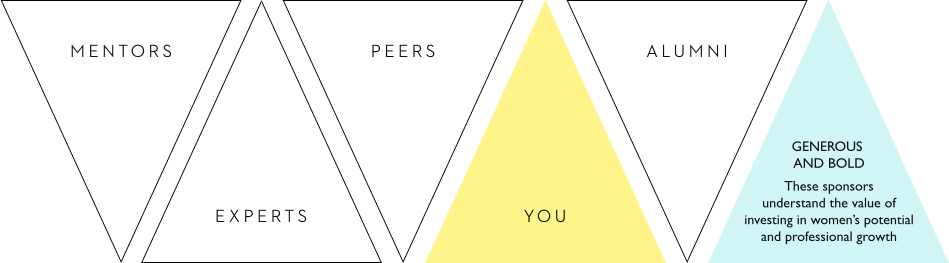 MENTORS
PEERS
ALUMNI
EXPERTS
YOU
GENEROUS
AND BOLD
These sponsors
understand the value of
investing in women’s potential
and professional growth